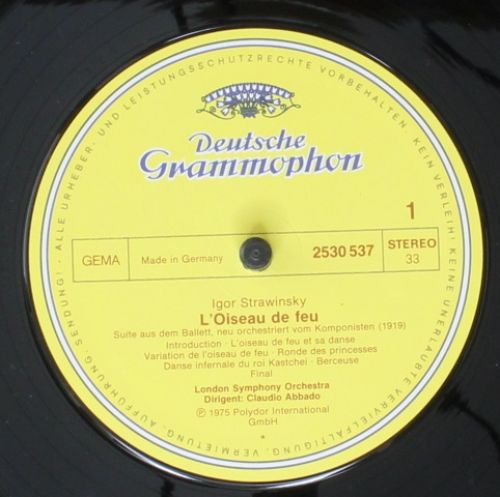 ALLE URHEBER- UND LEISTUNGSSCHUTZRECHTE VORBEHALTEN. KEIN VERLEIH! KEINE UNERLAUBTE VERVIELFÄLTIGUNG, VERMIETUNG, AUFFÜHRUNG, SENDUNG!
Deutsche
Grammophon
1
GEMA Made in Germany 2530 537 STEREO
33
Igor Strawinsky
L'Oiseau de feu
Suite aus dem Ballett, neu orchestriert vom Komponisten (1919)
Introduction · L'oiseau de feu et sa danse
Variation de l'oiseau de feu · Ronde des princesses
Danse infernale du roi Kastchei · Berceuse
Final
London Symphony Orchestra
Dirigent: Claudio Abbado
℗ 1975 Polydor International
GmbH
*